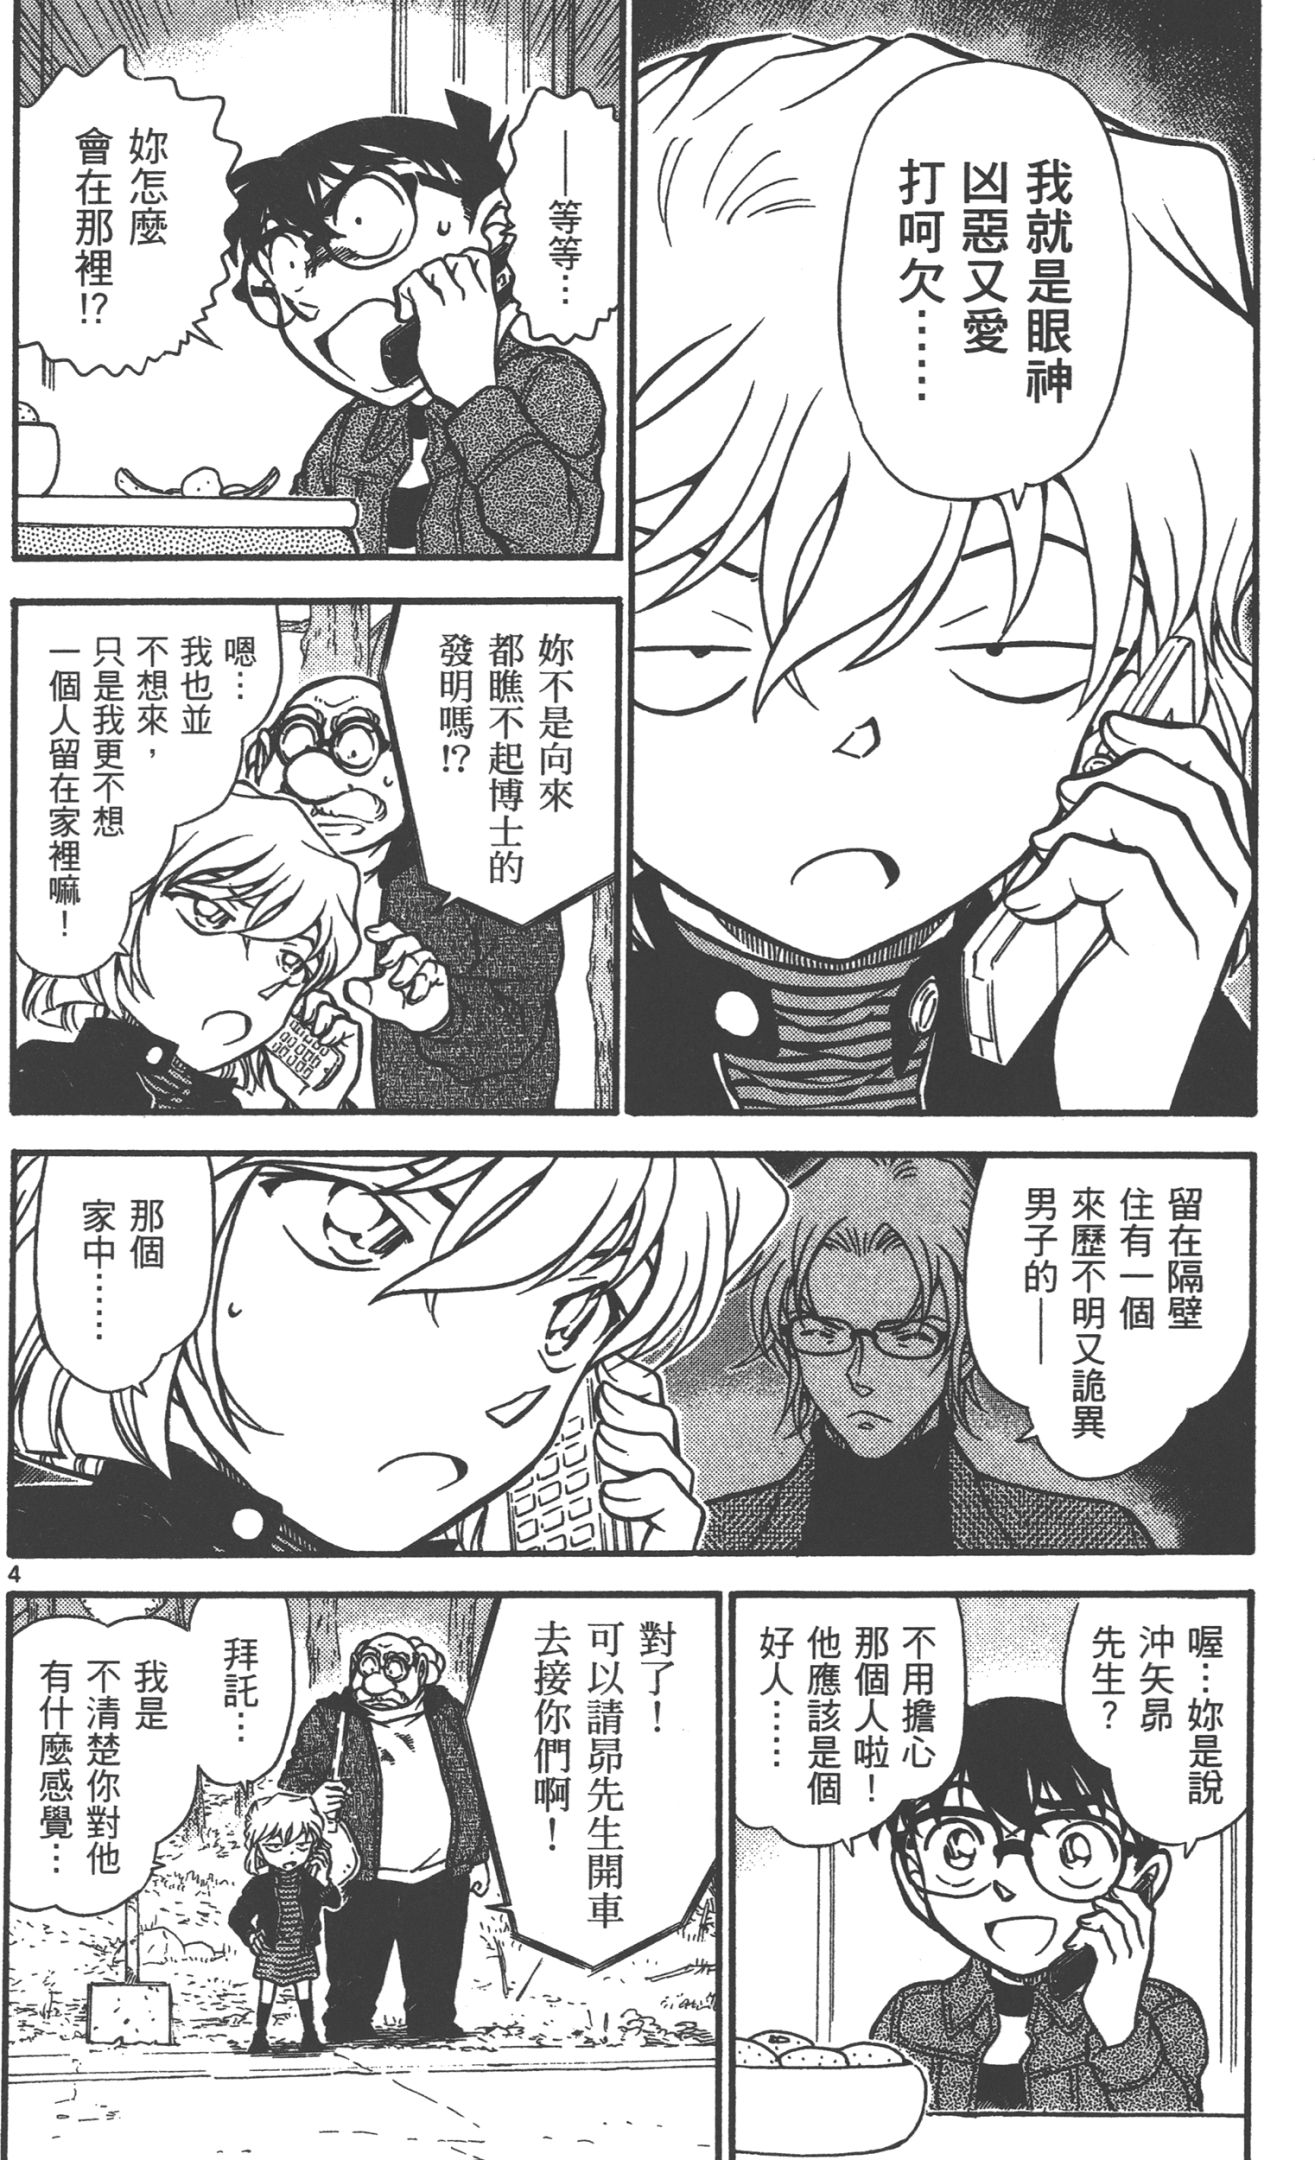 我就是眼神
凶惡又愛
打呵欠……
——等等…
妳怎麼
會在那裡!?
妳不是向來
都瞧不起博士的
發明嗎!?
嗯…
我也並
不想來，
只是我更不想
一個人留在家裡嘛！
留在隔壁
住有一個
來歷不明又詭異
男子的——
那個
家中……
喔…妳是說
沖矢昴
先生？
不用擔心
那個人啦！
他應該是個
好人……
對了！
可以請昴先生開車
去接你們啊！
拜託…
我是
不清楚你對他
有什麼感覺…
4